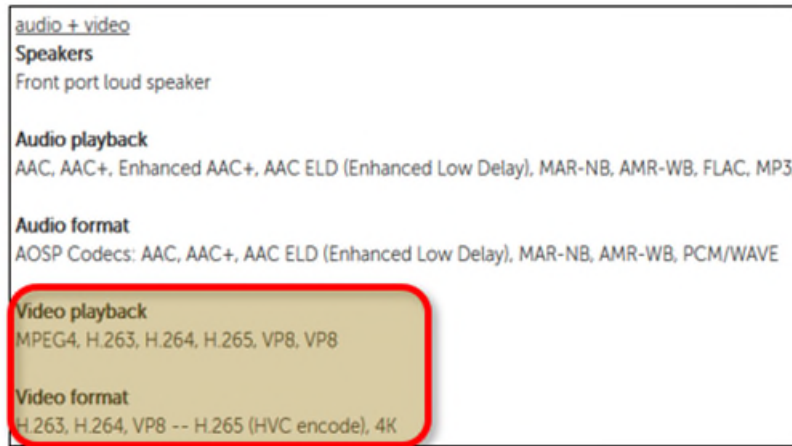 audio + video
Speakers
Front port loud speaker
Audio playback
AAC, AAC+, Enhanced AAC+, AAC ELD (Enhanced Low Delay), MAR-NB, AMR-WB, FLAC, MP3
Audio format
AOSP Codecs: AAC, AAC+, AAC ELD (Enhanced Low Delay), MAR-NB, AMR-WB, PCM/WAVE
Video playback
MPEG4, H.263, H.264, H.265, VP8, VP8
Video format
H.263, H.264, VP8 -- H.265 (HVC encode), 4K